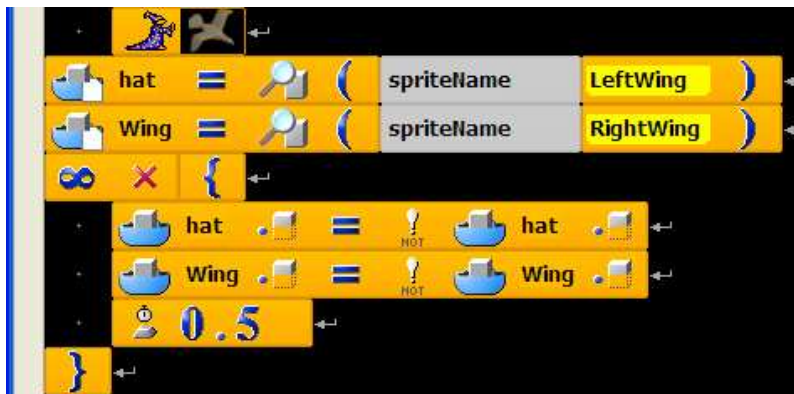 hat = ( spriteName LeftWing )
Wing = ( spriteName RightWing )
∞ × {
hat . = ! NOT hat .
Wing . = ! NOT Wing .
0.5
}